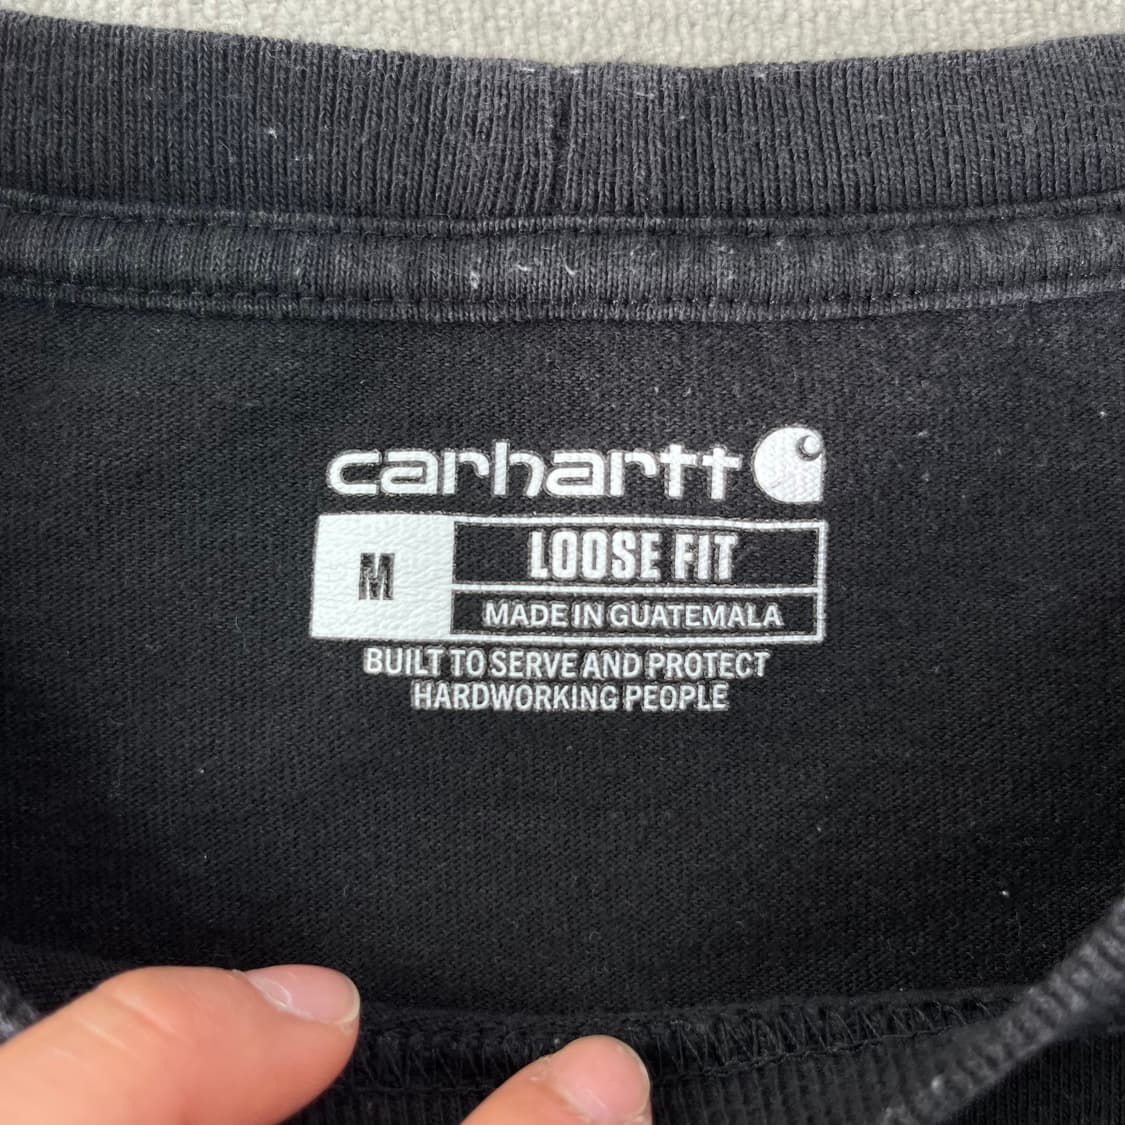 carhartt
M
LOOSE FIT
MADE IN GUATEMALA
BUILT TO SERVE AND PROTECT
HARDWORKING PEOPLE